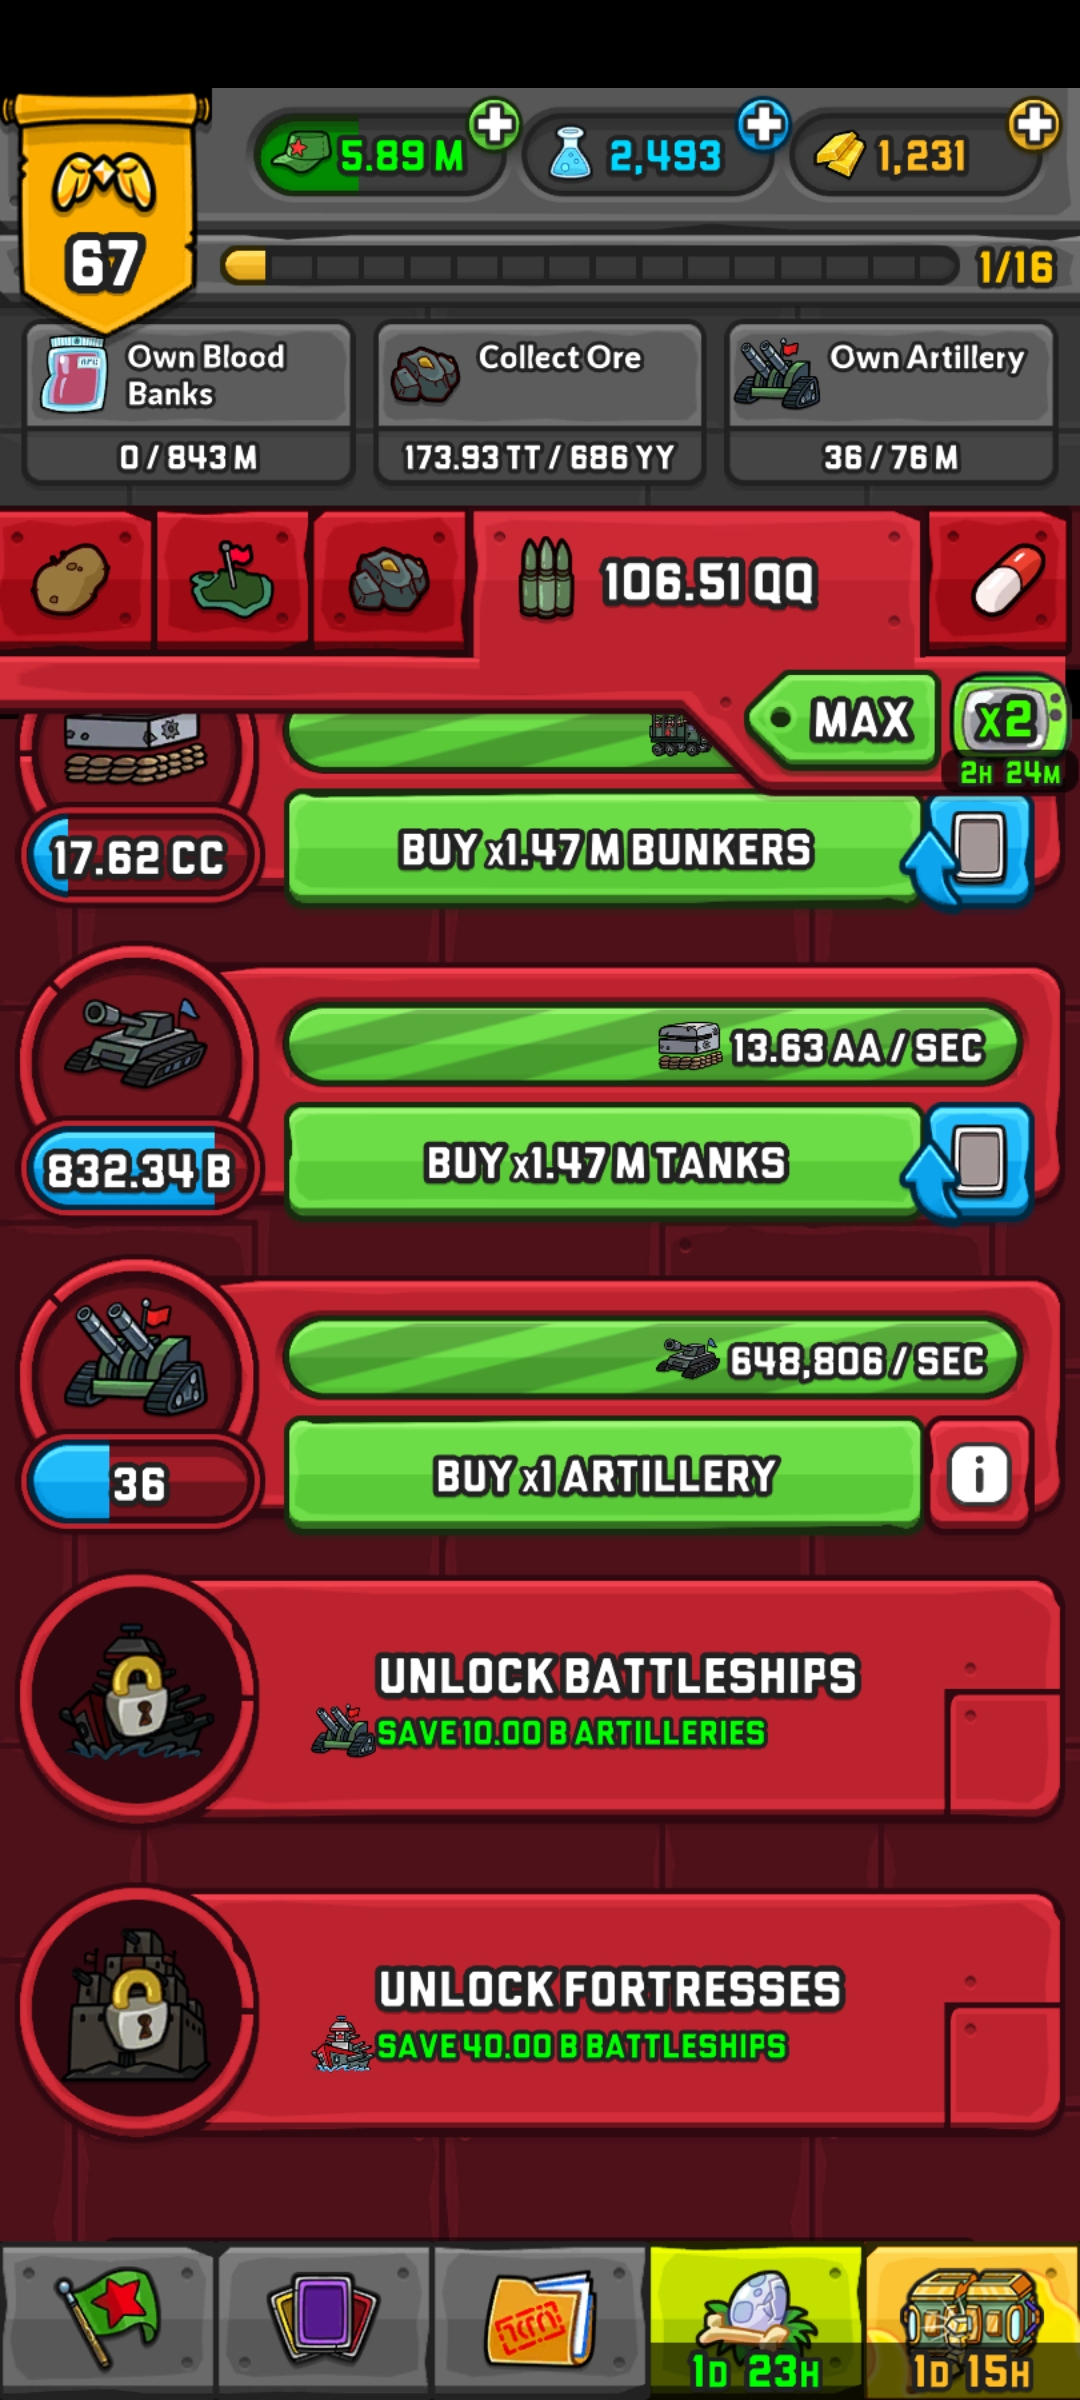 5.89 M
2,493
1,231
67
1/16
Own Blood
Banks
0 / 843 M
Collect Ore
173.93 TT / 686 YY
Own Artillery
36 / 76 M
106.51 QQ
MAX
x2
2H 24M
17.62 CC
BUY x1.47 M BUNKERS
13.63 AA / SEC
832.34 B
BUY x1.47 M TANKS
648,806 / SEC
36
BUY x1 ARTILLERY
i
UNLOCK BATTLESHIPS
SAVE 10.00 B ARTILLERIES
UNLOCK FORTRESSES
SAVE 40.00 B BATTLESHIPS
1D 23H
1D 15H